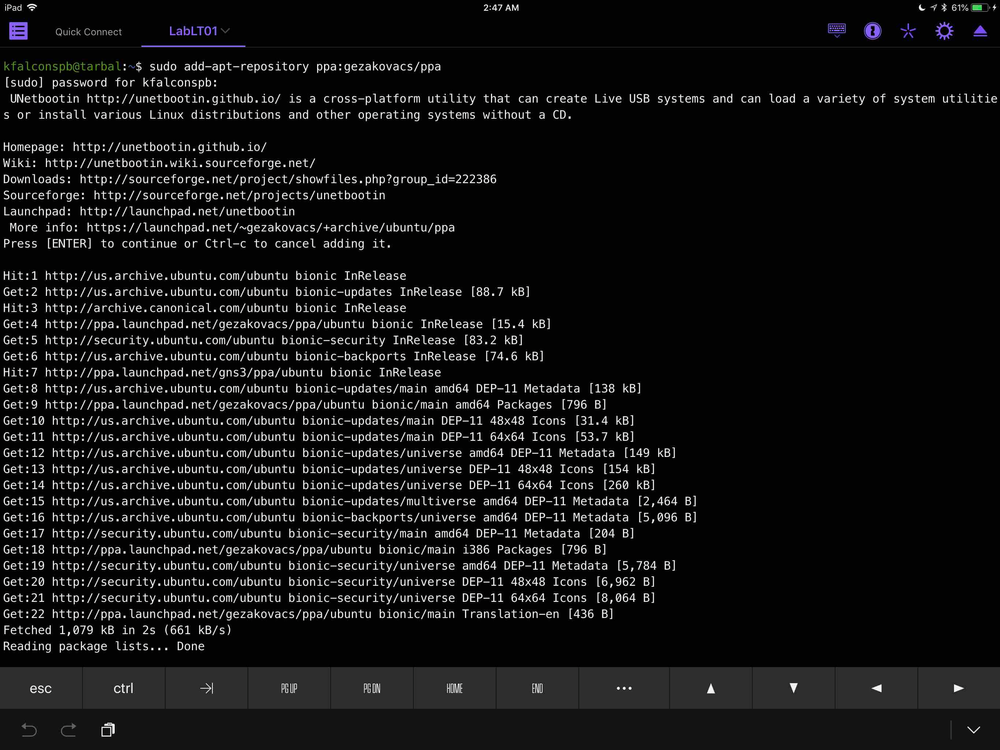 iPad 2:47 AM 61%
Quick Connect LabLT01
kfalconspb@tarbal:~$ sudo add-apt-repository ppa:gezakovacs/ppa
[sudo] password for kfalconspb:
 UNetbootin http://unetbootin.github.io/ is a cross-platform utility that can create Live USB systems and can load a variety of system utilitie
s or install various Linux distributions and other operating systems without a CD.

Homepage: http://unetbootin.github.io/
Wiki: http://unetbootin.wiki.sourceforge.net/
Downloads: http://sourceforge.net/project/showfiles.php?group_id=222386
Sourceforge: http://sourceforge.net/projects/unetbootin
Launchpad: http://launchpad.net/unetbootin
 More info: https://launchpad.net/~gezakovacs/+archive/ubuntu/ppa
Press [ENTER] to continue or Ctrl-c to cancel adding it.

Hit:1 http://us.archive.ubuntu.com/ubuntu bionic InRelease
Get:2 http://us.archive.ubuntu.com/ubuntu bionic-updates InRelease [88.7 kB]
Hit:3 http://archive.canonical.com/ubuntu bionic InRelease
Get:4 http://ppa.launchpad.net/gezakovacs/ppa/ubuntu bionic InRelease [15.4 kB]
Get:5 http://security.ubuntu.com/ubuntu bionic-security InRelease [83.2 kB]
Get:6 http://us.archive.ubuntu.com/ubuntu bionic-backports InRelease [74.6 kB]
Hit:7 http://ppa.launchpad.net/gns3/ppa/ubuntu bionic InRelease
Get:8 http://us.archive.ubuntu.com/ubuntu bionic-updates/main amd64 DEP-11 Metadata [138 kB]
Get:9 http://ppa.launchpad.net/gezakovacs/ppa/ubuntu bionic/main amd64 Packages [796 B]
Get:10 http://us.archive.ubuntu.com/ubuntu bionic-updates/main DEP-11 48x48 Icons [31.4 kB]
Get:11 http://us.archive.ubuntu.com/ubuntu bionic-updates/main DEP-11 64x64 Icons [53.7 kB]
Get:12 http://us.archive.ubuntu.com/ubuntu bionic-updates/universe amd64 DEP-11 Metadata [149 kB]
Get:13 http://us.archive.ubuntu.com/ubuntu bionic-updates/universe DEP-11 48x48 Icons [154 kB]
Get:14 http://us.archive.ubuntu.com/ubuntu bionic-updates/universe DEP-11 64x64 Icons [260 kB]
Get:15 http://us.archive.ubuntu.com/ubuntu bionic-updates/multiverse amd64 DEP-11 Metadata [2,464 B]
Get:16 http://us.archive.ubuntu.com/ubuntu bionic-backports/universe amd64 DEP-11 Metadata [5,096 B]
Get:17 http://security.ubuntu.com/ubuntu bionic-security/main amd64 DEP-11 Metadata [204 B]
Get:18 http://ppa.launchpad.net/gezakovacs/ppa/ubuntu bionic/main i386 Packages [796 B]
Get:19 http://security.ubuntu.com/ubuntu bionic-security/universe amd64 DEP-11 Metadata [5,784 B]
Get:20 http://security.ubuntu.com/ubuntu bionic-security/universe DEP-11 48x48 Icons [6,962 B]
Get:21 http://security.ubuntu.com/ubuntu bionic-security/universe DEP-11 64x64 Icons [8,064 B]
Get:22 http://ppa.launchpad.net/gezakovacs/ppa/ubuntu bionic/main Translation-en [436 B]
Fetched 1,079 kB in 2s (661 kB/s)
Reading package lists... Done
esc ctrl PG UP PG DN HOME END •••